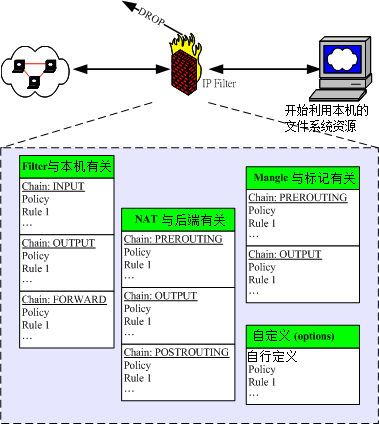 DROP
IP Filter
开始利用本机的
文件系统资源
Filter与本机有关
Chain: INPUT
Policy
Rule 1
…
Chain: OUTPUT
Policy
Rule 1
…
Chain: FORWARD
Policy
Rule 1
…
NAT 与后端有关
Chain: PREROUTING
Policy
Rule 1
…
Chain: OUTPUT
Policy
Rule 1
…
Chain: POSTROUTING
Policy
Rule 1
…
Mangle 与标记有关
Chain: PREROUTING
Policy
Rule 1
…
Chain: OUTPUT
Policy
Rule 1
…
自定义 (options)
自行定义
Policy
Rule 1
…